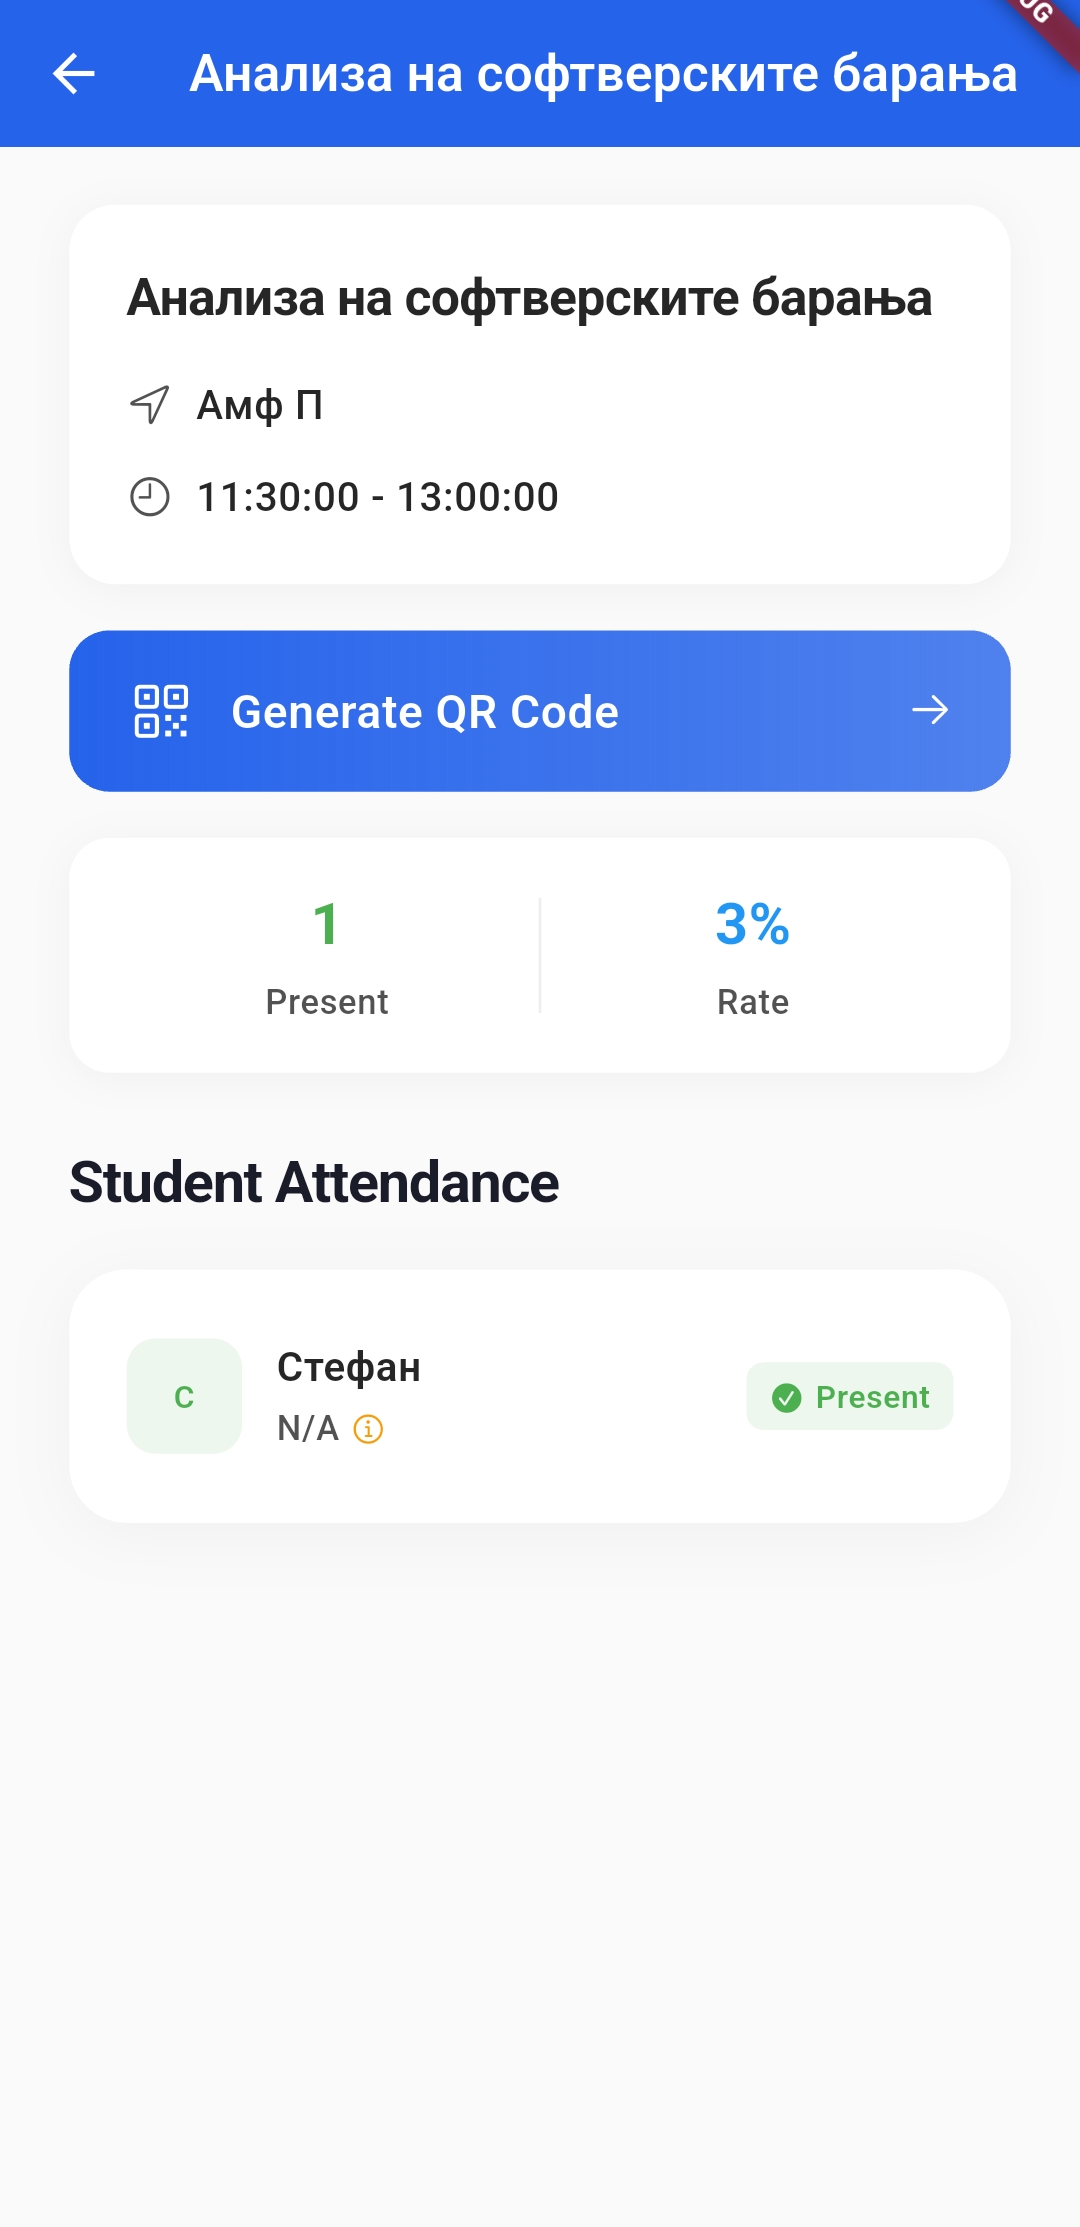 Анализа на софтверските барања
Анализа на софтверските барања
Амф П
11:30:00 - 13:00:00
Generate QR Code
1
Present
3%
Rate
Student Attendance
С
Стефан
N/A
Present